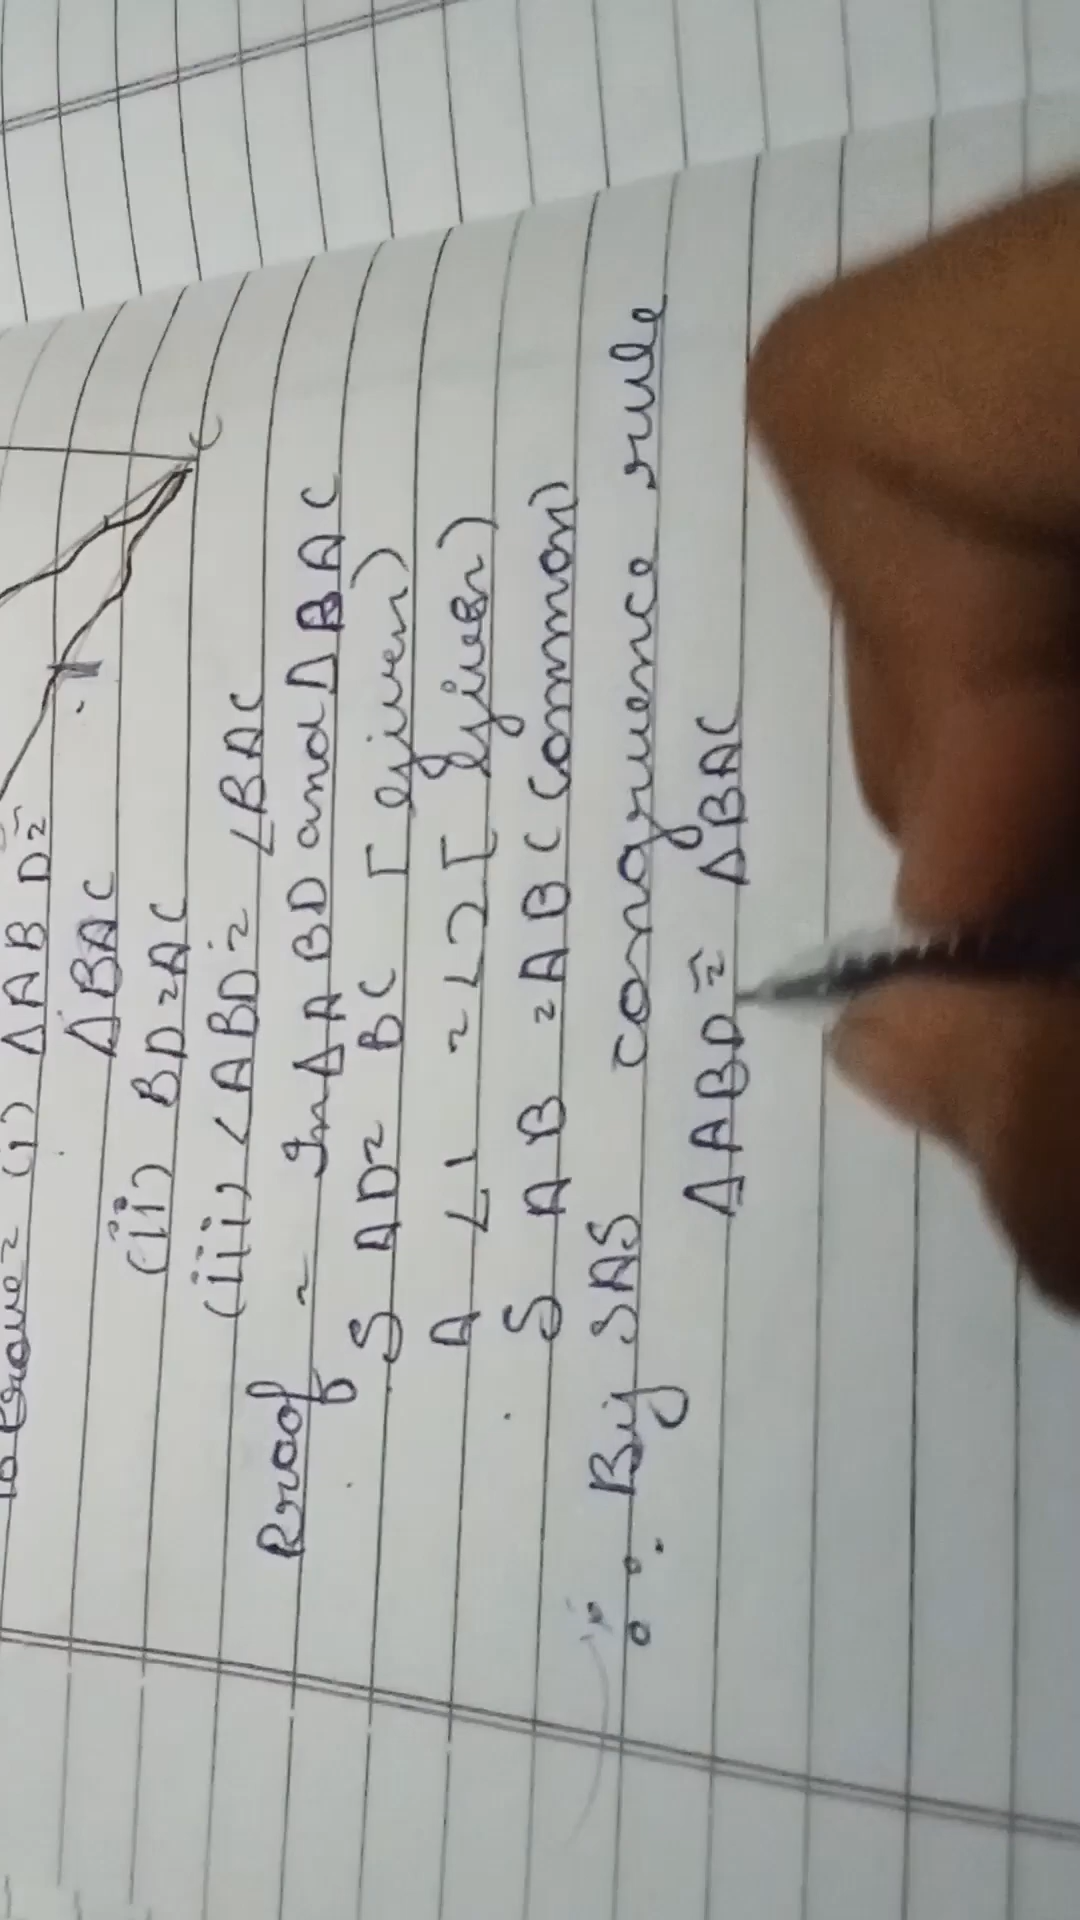 To Prove = (i) ΔABD ≅
ΔBAC
(ii) BD = AC
(iii) <ABD = ∠BAC
C
Proof = In ΔABD and ΔBAC
S AD = BC [given)
A ∠1 = ∠2 [given)
S AB = AB (common)
∴ By SAS congruence rule
ΔABD ≅ ΔBAC